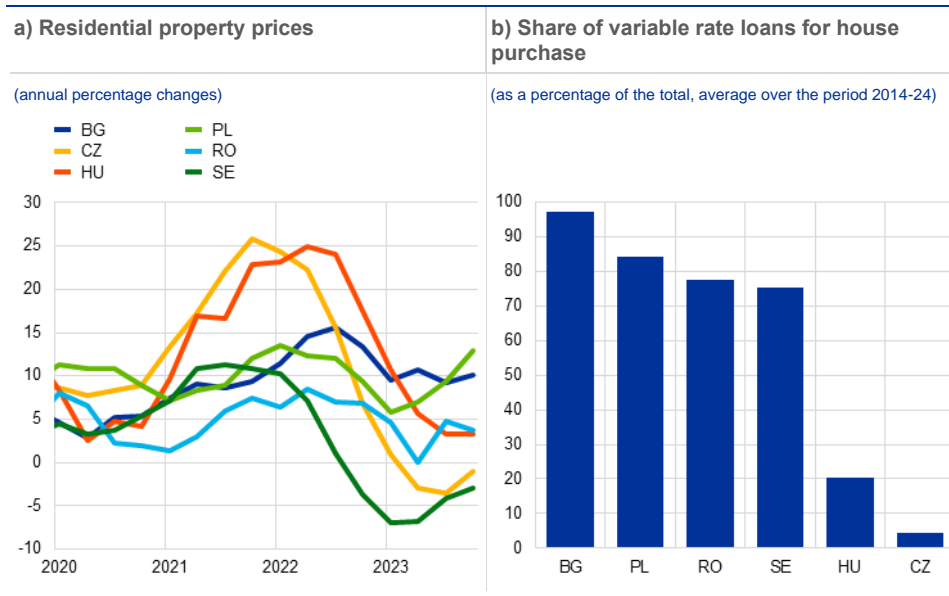 a) Residential property prices
(annual percentage changes)
BG
CZ
HU
PL
RO
SE
30
25
20
15
10
5
0
-5
-10
2020 2021 2022 2023
b) Share of variable rate loans for house
purchase
(as a percentage of the total, average over the period 2014-24)
100
90
80
70
60
50
40
30
20
10
0
BG PL RO SE HU CZ